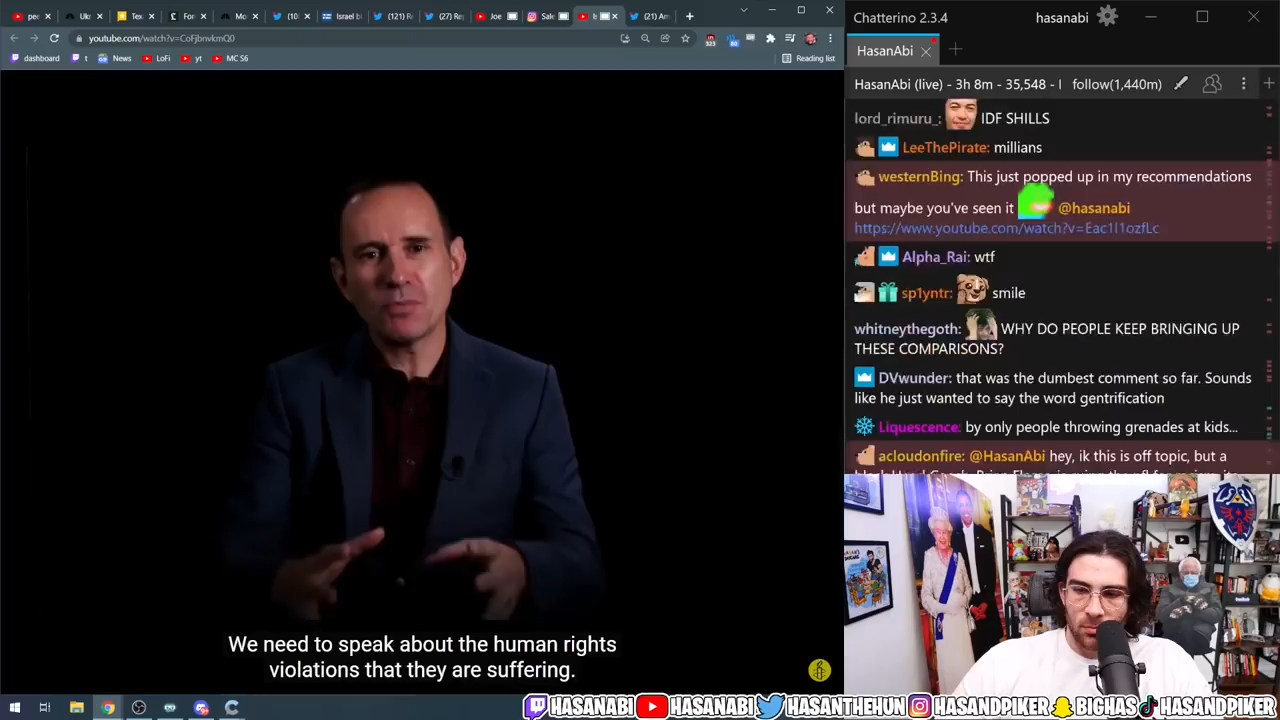 Chatterino 2.3.4
hasanabi
youtube.com/watch?v=CoFjbnvkmQ0
dashboard
t
News
LoFi
yt
MC S6
Reading list
HasanAbi
HasanAbi (live) - 3h 8m - 35,548 - l
follow(1,440m)
lord_rimuru_: IDF SHILLS
LeeThePirate: millians
westernBing: This just popped up in my recommendations
but maybe you've seen it @hasanabi
https://www.youtube.com/watch?v=Eac1l1ozfLc
Alpha_Rai: wtf
sp1yntr: smile
whitneythegoth: WHY DO PEOPLE KEEP BRINGING UP
THESE COMPARISONS?
DVwunder: that was the dumbest comment so far. Sounds
like he just wanted to say the word gentrification
Liquescence: by only people throwing grenades at kids...
acloudonfire: @HasanAbi hey, ik this is off topic, but a
We need to speak about the human rights
violations that they are suffering.
HASANABI HASANABI HASANTHEHUN HASANDPIKER BIGHAS HASANDPIKER